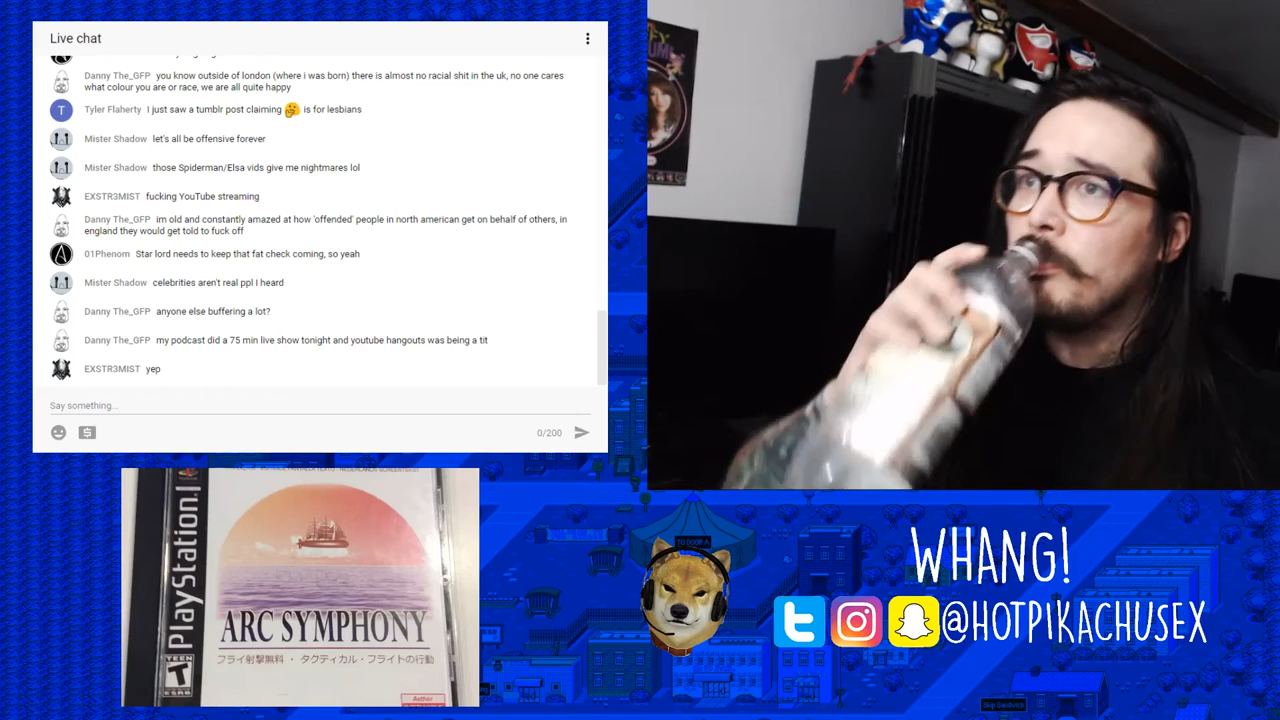 Live chat
Danny The_GFP you know outside of london (where i was born) there is almost no racial shit in the uk, no one cares
what colour you are or race, we are all quite happy
T Tyler Flaherty I just saw a tumblr post claiming 🤔 is for lesbians
Mister Shadow let's all be offensive forever
Mister Shadow those Spiderman/Elsa vids give me nightmares lol
EXSTR3MIST fucking YouTube streaming
Danny The_GFP im old and constantly amazed at how 'offended' people in north american get on behalf of others, in
england they would get told to fuck off
01Phenom Star lord needs to keep that fat check coming, so yeah
Mister Shadow celebrities aren't real ppl I heard
Danny The_GFP anyone else buffering a lot?
Danny The_GFP my podcast did a 75 min live show tonight and youtube hangouts was being a tit
EXSTR3MIST yep
Say something...
0/200
PlayStation
ARC SYMPHONY
フライ射撃無料・タクティカル・フライトの行動
TEEN
T
ESRB
Aether
WHANG!
@HOTPIKACHUSEX